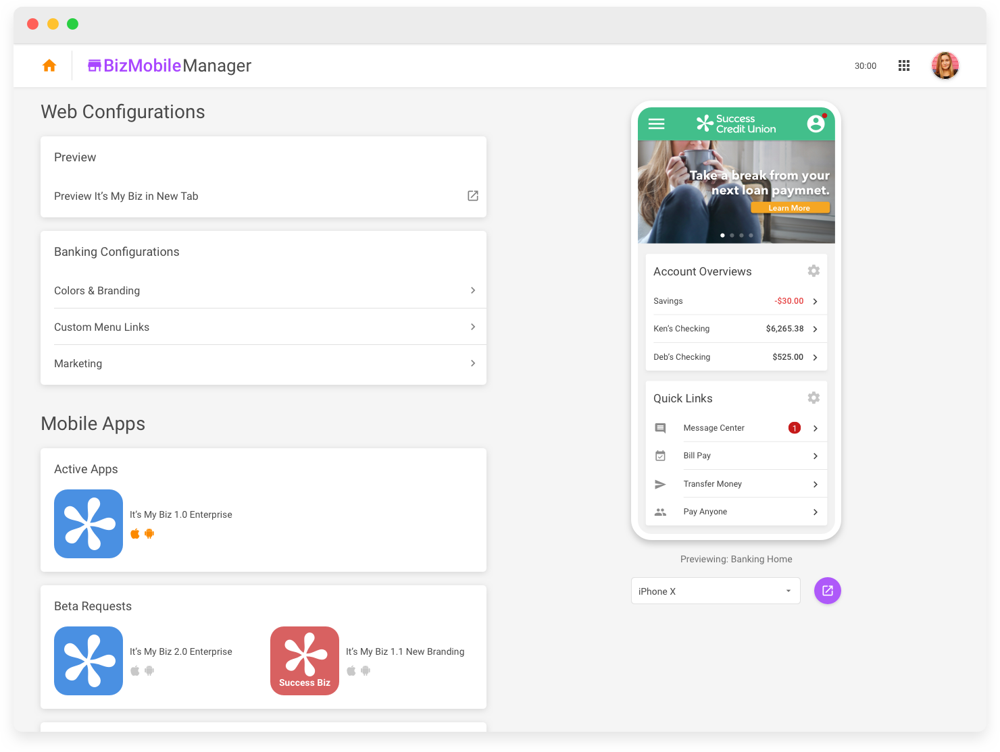 BizMobileManager
30:00
Web Configurations
Preview
Preview It’s My Biz in New Tab
Banking Configurations
Colors & Branding
Custom Menu Links
Marketing
Mobile Apps
Active Apps
It’s My Biz 1.0 Enterprise
Beta Requests
It’s My Biz 2.0 Enterprise
Success Biz
It’s My Biz 1.1 New Branding
Success
Credit Union
Take a break from your
next loan paymnet.
Learn More
Account Overviews
Savings -$30.00
Ken’s Checking $6,265.38
Deb’s Checking $525.00
Quick Links
Message Center 1
Bill Pay
Transfer Money
Pay Anyone
Previewing: Banking Home
iPhone X